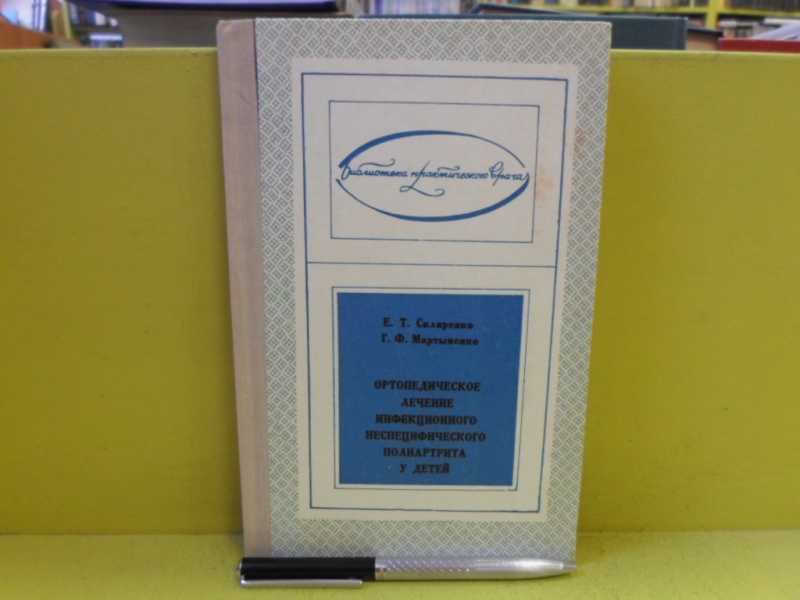 Библиотека практического врача
Е. Т. Скляренко
Г. Ф. Мартыненко
ОРТОПЕДИЧЕСКОЕ
ЛЕЧЕНИЕ
ИНФЕКЦИОННОГО
НЕСПЕЦИФИЧЕСКОГО
ПОЛИАРТРИТА
У ДЕТЕЙ